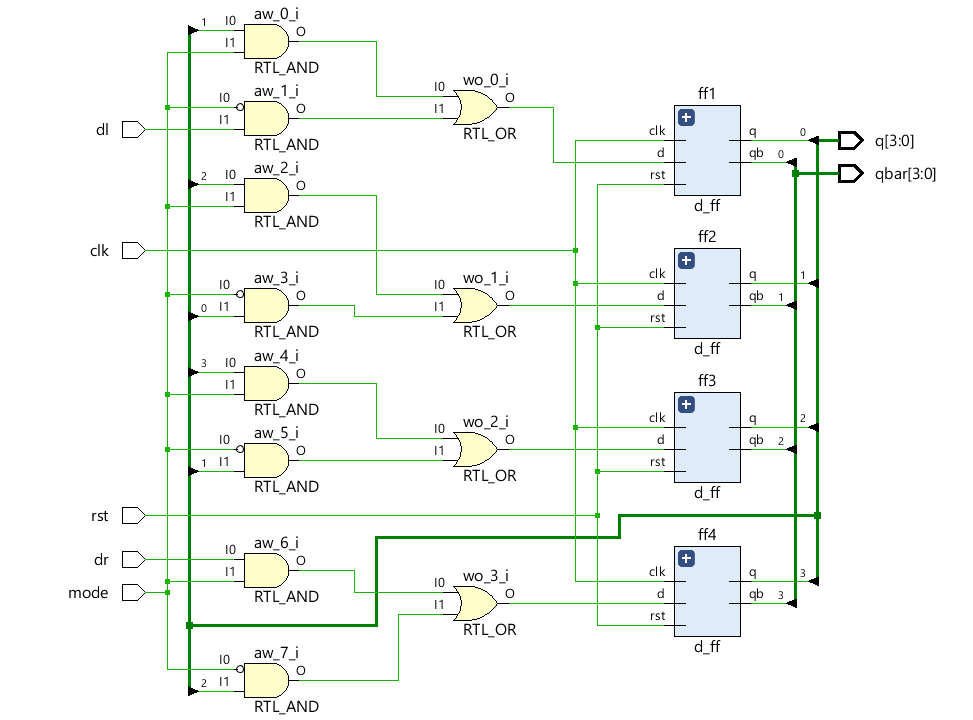 aw_0_i
1 I0 O
I1
RTL_AND
aw_1_i
I0 O
I1
RTL_AND
dl
aw_2_i
2 I0 O
I1
RTL_AND
clk
aw_3_i
I0 O
0 I1
RTL_AND
aw_4_i
3 I0 O
I1
RTL_AND
aw_5_i
I0 O
1 I1
RTL_AND
rst
aw_6_i
dr I0 O
mode I1
RTL_AND
aw_7_i
I0 O
2 I1
RTL_AND
wo_0_i
I0 O
I1
RTL_OR
wo_1_i
I0 O
I1
RTL_OR
wo_2_i
I0 O
I1
RTL_OR
wo_3_i
I0 O
I1
RTL_OR
ff1
+
clk q 0
d qb 0
rst
d_ff
ff2
+
clk q 1
d qb 1
rst
d_ff
ff3
+
clk q 2
d qb 2
rst
d_ff
ff4
+
clk q 3
d qb 3
rst
d_ff
q[3:0]
qbar[3:0]